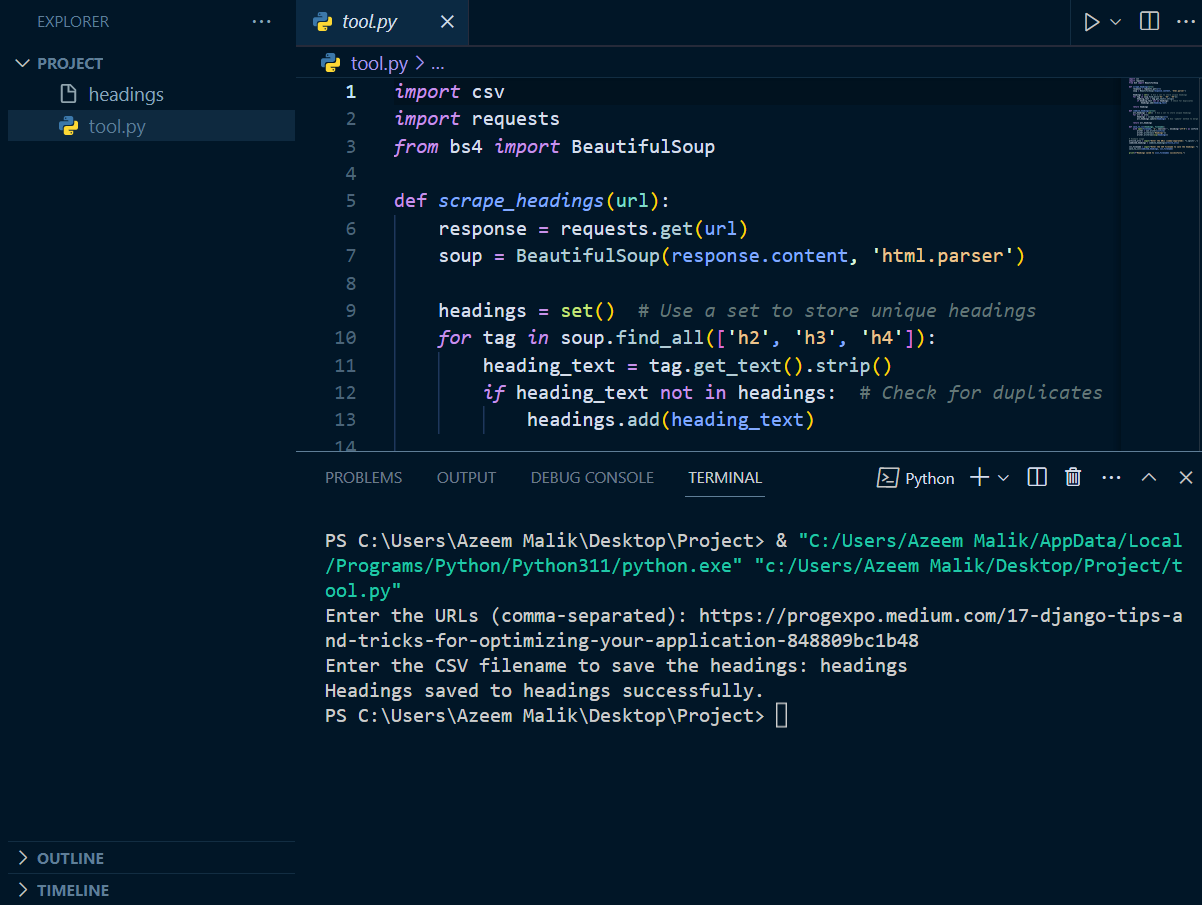 EXPLORER
PROJECT
headings
tool.py
OUTLINE
TIMELINE
tool.py
tool.py > ...
1 import csv
2 import requests
3 from bs4 import BeautifulSoup
4
5 def scrape_headings(url):
6 response = requests.get(url)
7 soup = BeautifulSoup(response.content, 'html.parser')
8
9 headings = set()  # Use a set to store unique headings
10 for tag in soup.find_all(['h2', 'h3', 'h4']):
11 heading_text = tag.get_text().strip()
12 if heading_text not in headings:  # Check for duplicates
13 headings.add(heading_text)
14
PROBLEMS OUTPUT DEBUG CONSOLE TERMINAL Python
PS C:\Users\Azeem Malik\Desktop\Project> & "C:/Users/Azeem Malik/AppData/Local
/Programs/Python/Python311/python.exe" "c:/Users/Azeem Malik/Desktop/Project/t
ool.py"
Enter the URLs (comma-separated): https://progexpo.medium.com/17-django-tips-a
nd-tricks-for-optimizing-your-application-848809bc1b48
Enter the CSV filename to save the headings: headings
Headings saved to headings successfully.
PS C:\Users\Azeem Malik\Desktop\Project>